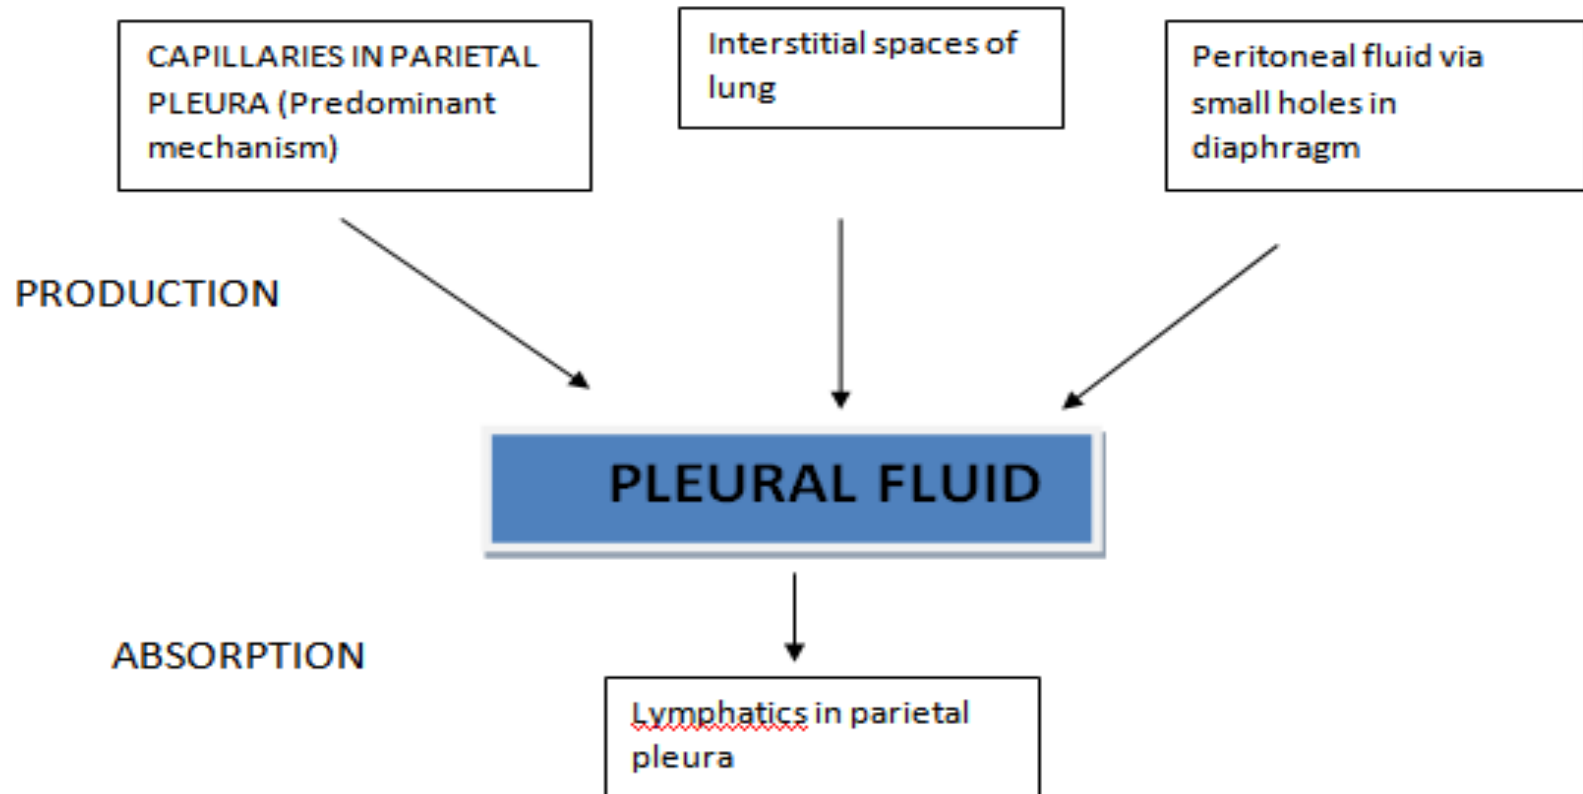 CAPILLARIES IN PARIETAL
PLEURA (Predominant
mechanism)
Interstitial spaces of
lung
Peritoneal fluid via
small holes in
diaphragm
PRODUCTION
PLEURAL FLUID
ABSORPTION
Lymphatics in parietal
pleura